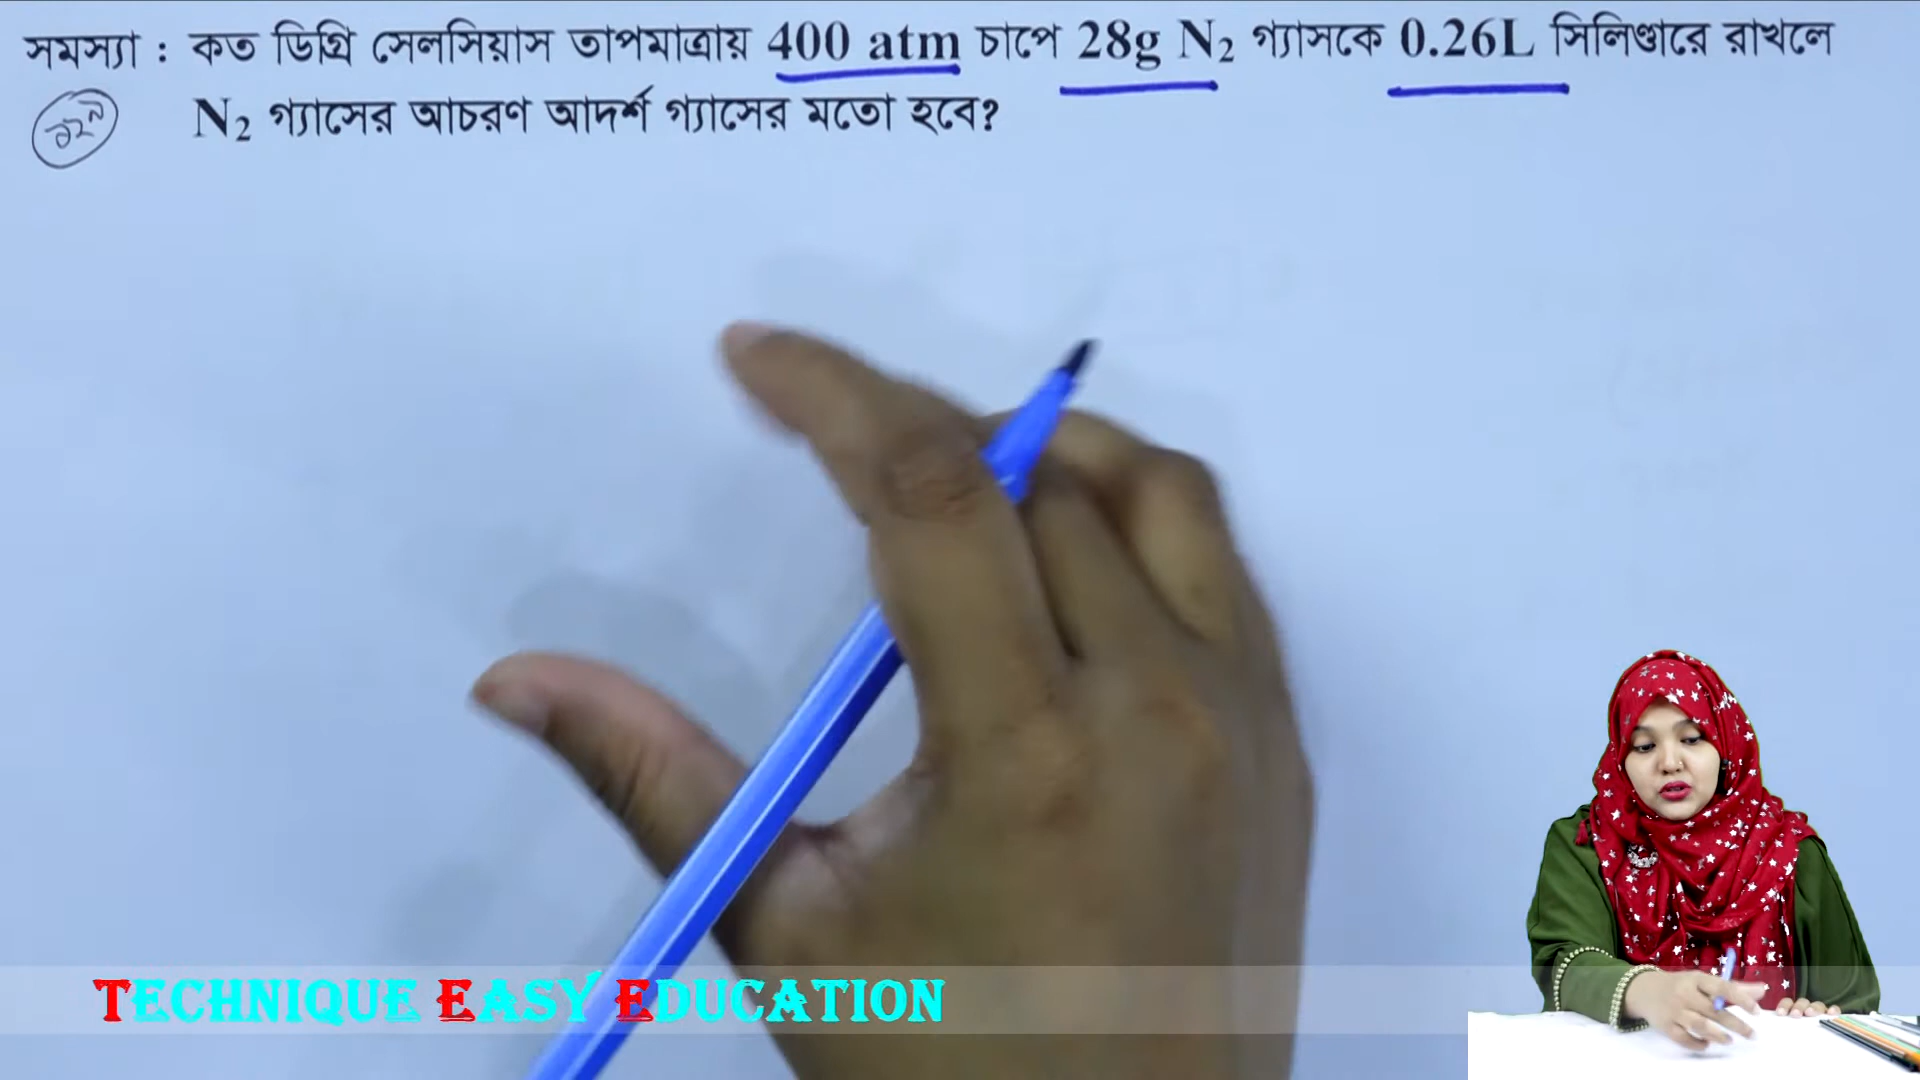 সমস্যা : কত ডিগ্রি সেলসিয়াস তাপমাত্রায় 400 atm চাপে 28g N₂ গ্যাসকে 0.26L সিলিণ্ডারে রাখলে
N₂ গ্যাসের আচরণ আদর্শ গ্যাসের মতো হবে?
TECHNIQUE EASY EDUCATION